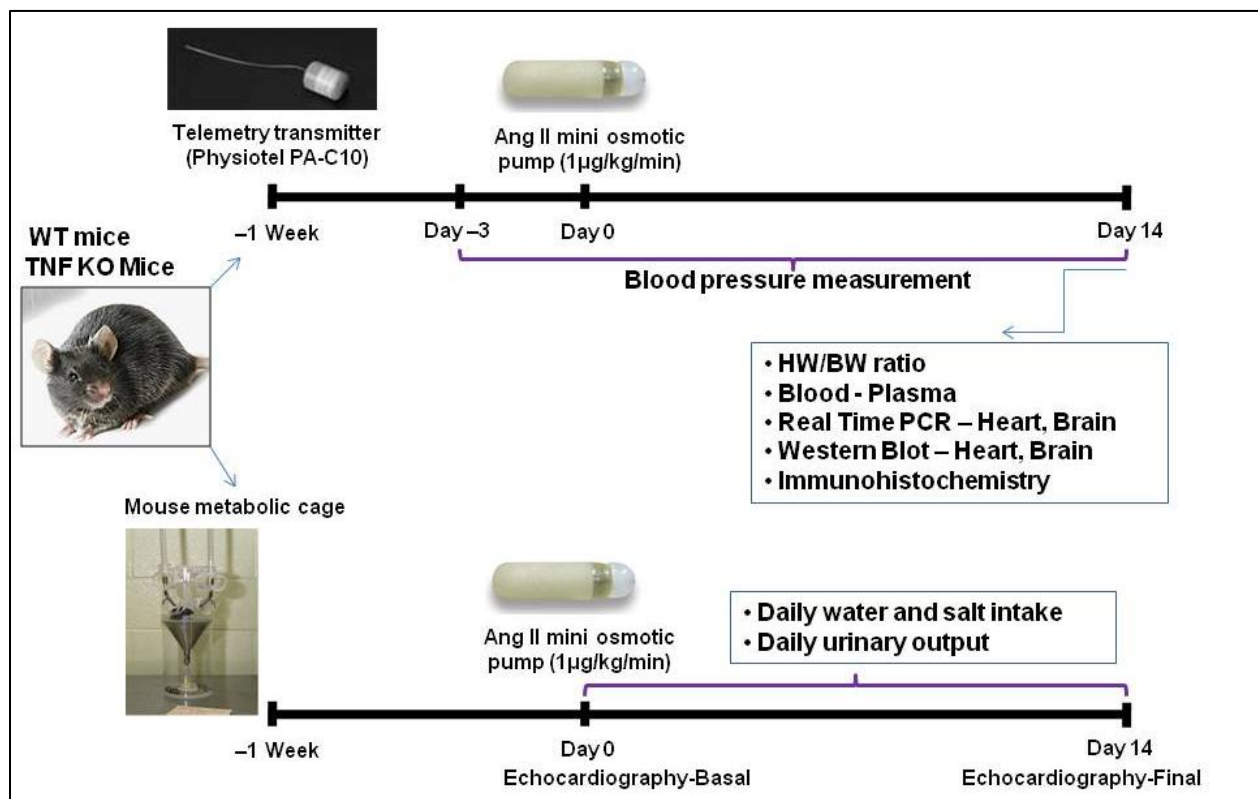 Telemetry transmitter
(Physiotel PA-C10)
Ang II mini osmotic
pump (1µg/kg/min)
–1 Week
Day –3
Day 0
Day 14
WT mice
TNF KO Mice
Blood pressure measurement
• HW/BW ratio
• Blood - Plasma
• Real Time PCR – Heart, Brain
• Western Blot – Heart, Brain
• Immunohistochemistry
Mouse metabolic cage
Ang II mini osmotic
pump (1µg/kg/min)
• Daily water and salt intake
• Daily urinary output
–1 Week
Day 0
Echocardiography-Basal
Day 14
Echocardiography-Final